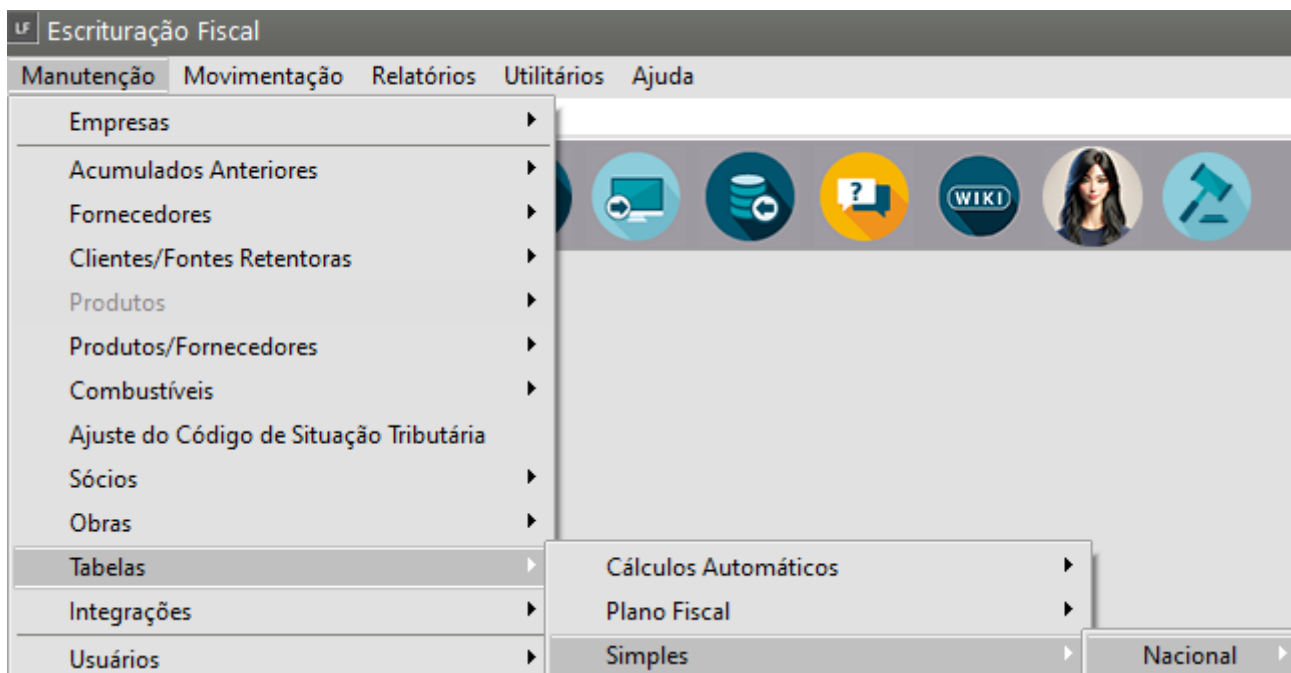 LF Escrituração Fiscal
Manutenção Movimentação Relatórios Utilitários Ajuda
Empresas
Acumulados Anteriores
Fornecedores
Clientes/Fontes Retentoras
Produtos
Produtos/Fornecedores
Combustíveis
Ajuste do Código de Situação Tributária
Sócios
Obras
Tabelas
Integrações
Usuários
? WIKI
Cálculos Automáticos
Plano Fiscal
Simples
Nacional